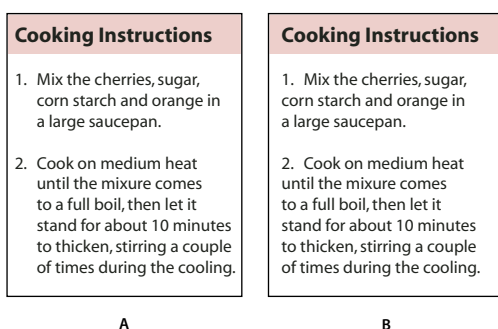 Cooking Instructions
1. Mix the cherries, sugar,
corn starch and orange in
a large saucepan.
2. Cook on medium heat
until the mixure comes
to a full boil, then let it
stand for about 10 minutes
to thicken, stirring a couple
of times during the cooling.
A
Cooking Instructions
1. Mix the cherries, sugar,
corn starch and orange in
a large saucepan.
2. Cook on medium heat
until the mixure comes
to a full boil, then let it
stand for about 10 minutes
to thicken, stirring a couple
of times during the cooling.
B